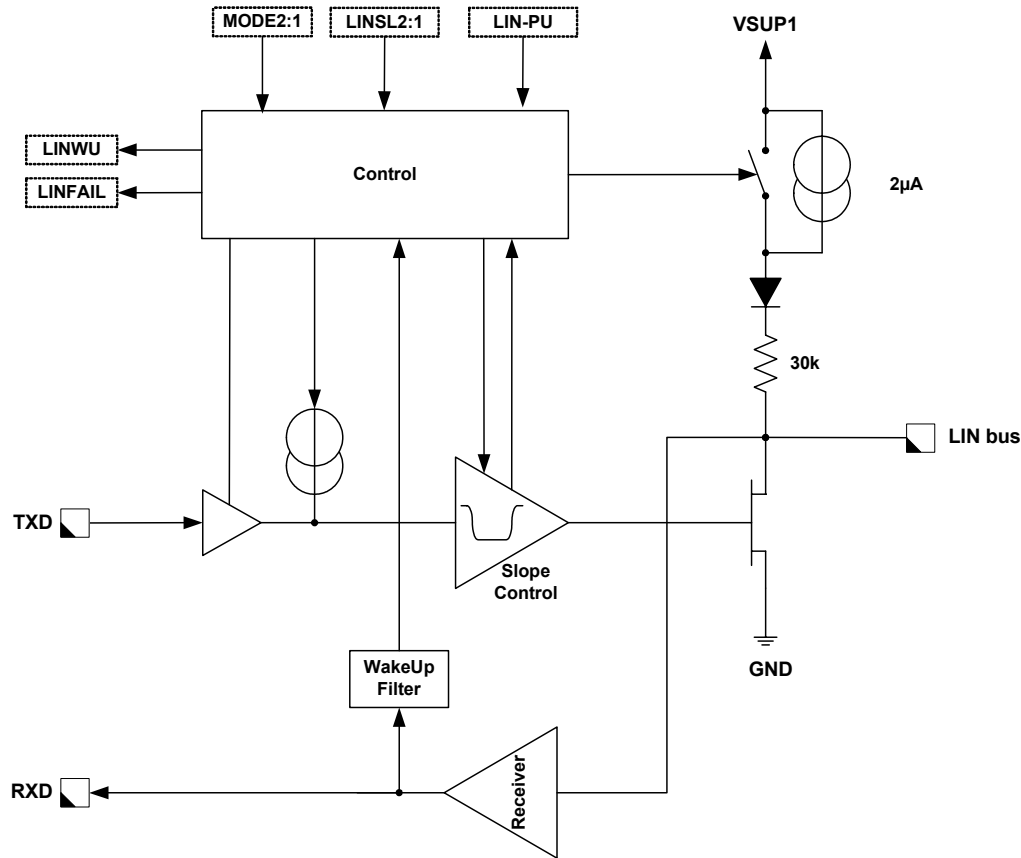 MODE2:1
LINSL2:1
LIN-PU
VSUP1
LINWU
LINFAIL
Control
2µA
30k
LIN bus
TXD
Slope
Control
GND
WakeUp
Filter
RXD
Receiver